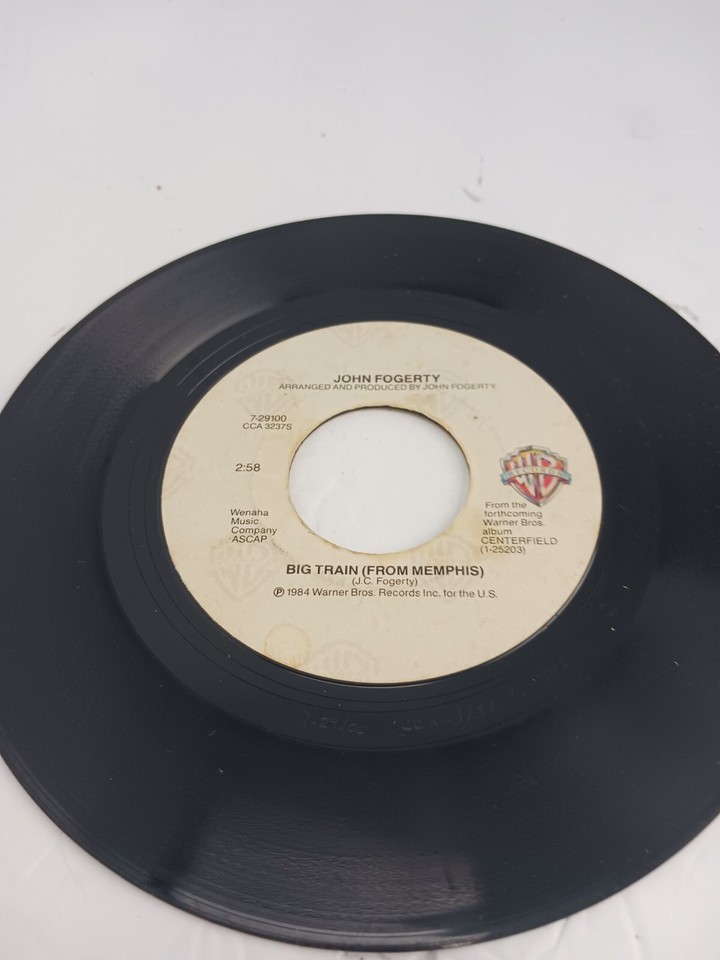 JOHN FOGERTY
ARRANGED AND PRODUCED BY JOHN FOGERTY
7-29100
CCA 3237S
2:58
Wenaha
Music
Company
ASCAP
RECORDS
From the
forthcoming
Warner Bros.
album
CENTERFIELD
(1-25203)
BIG TRAIN (FROM MEMPHIS)
(J.C. Fogerty)
℗ 1984 Warner Bros. Records Inc. for the U.S.